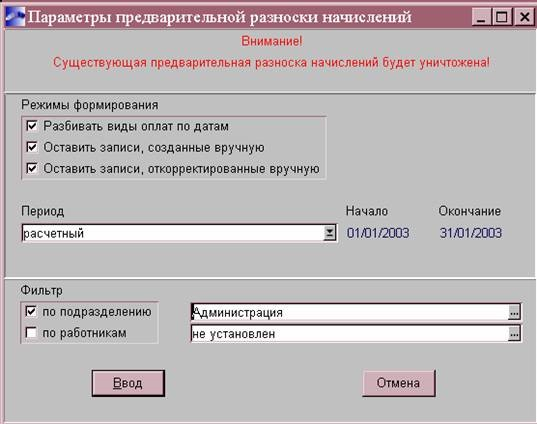 Параметры предварительной разноски начислений
Внимание!
Существующая предварительная разноска начислений будет уничтожена!
Режимы формирования
Разбивать виды оплат по датам
Оставить записи, созданные вручную
Оставить записи, откорректированные вручную
Период Начало Окончание
расчетный 01/01/2003 31/01/2003
Фильтр
по подразделению Администрация ...
по работникам не установлен ...
Ввод Отмена